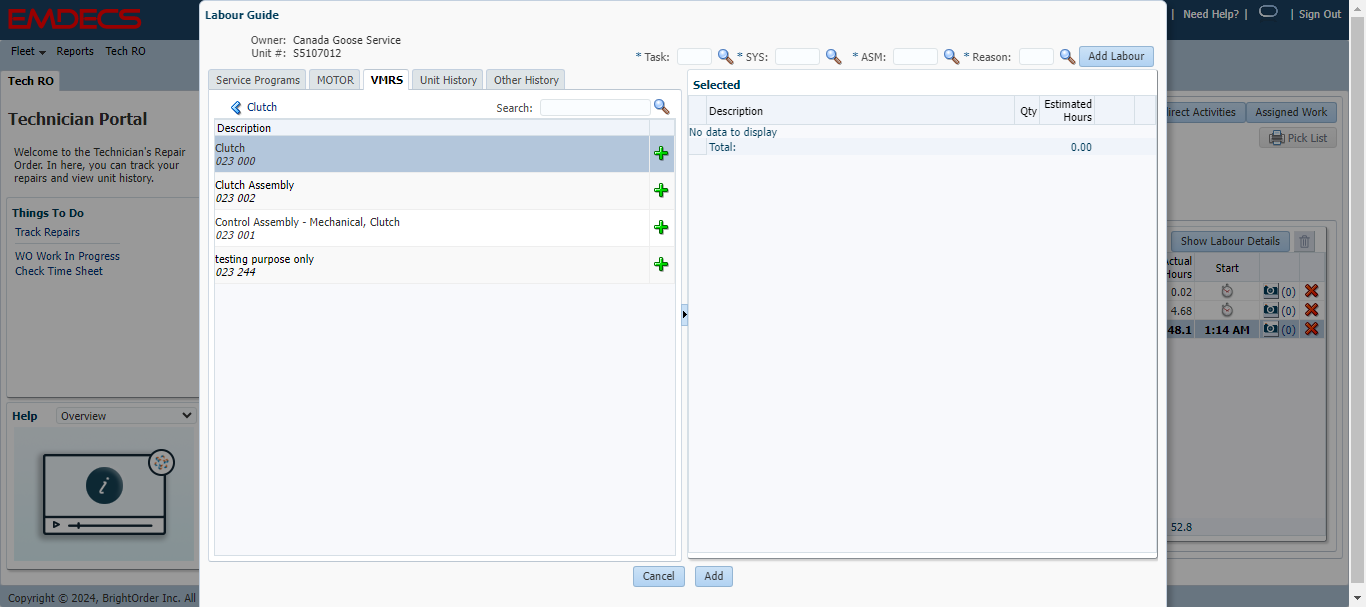 EMDECS
Need Help? |
| Sign Out
Fleet
Reports
Tech RO
Tech RO
Technician Portal
Welcome to the Technician's Repair
Order. In here, you can track your
repairs and view unit history.
Things To Do
Track Repairs
WO Work In Progress
Check Time Sheet
Help
Overview
Copyright © 2024, BrightOrder Inc. All
Labour Guide
Owner: Canada Goose Service
Unit #: S5107012
* Task:
* SYS:
* ASM:
* Reason:
Add Labour
Service Programs
MOTOR
VMRS
Unit History
Other History
Clutch
Search:
Description
Clutch
023 000
Clutch Assembly
023 002
Control Assembly - Mechanical, Clutch
023 001
testing purpose only
023 244
Selected
Description
Qty
Estimated
Hours
No data to display
Total:
0.00
Cancel
Add
Activities
Assigned Work
Pick List
Show Labour Details
Start
0.02
(0)
4.68
(0)
48.1
1:14 AM
(0)
52.8